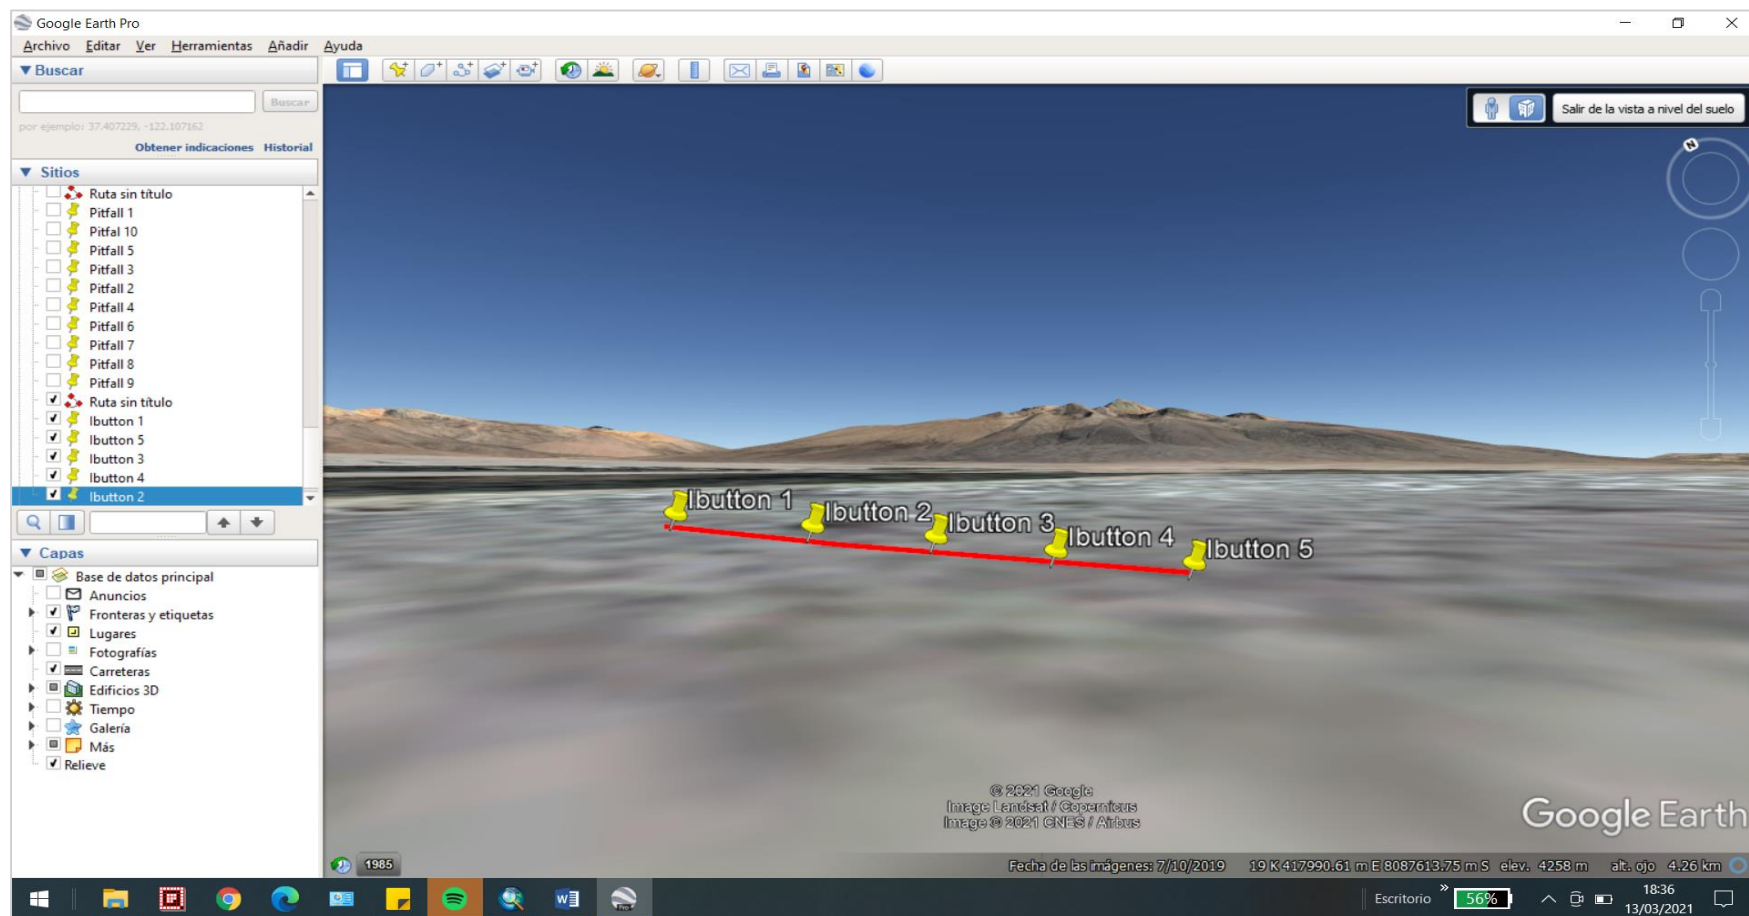 Google Earth Pro
Archivo Editar Ver Herramientas Añadir Ayuda
Buscar
Buscar
por ejemplo: 37.407229, -122.107162
Obtener indicaciones Historial
Sitios
Ruta sin título
Pitfall 1
Pitfal 10
Pitfall 5
Pitfall 3
Pitfall 2
Pitfall 4
Pitfall 6
Pitfall 7
Pitfall 8
Pitfall 9
Ruta sin título
Ibutton 1
Ibutton 5
Ibutton 3
Ibutton 4
Ibutton 2
Capas
Base de datos principal
Anuncios
Fronteras y etiquetas
Lugares
Fotografías
Carreteras
Edificios 3D
Tiempo
Galería
Más
Relieve
Salir de la vista a nivel del suelo
N
Ibutton 1
Ibutton 2
Ibutton 3
Ibutton 4
Ibutton 5
© 2021 Google
Image Landsat / Copernicus
Image © 2021 CNES / Airbus
Google Earth
1985
Fecha de las imágenes: 7/10/2019 19 K 417990.61 m E 8087613.75 m S elev. 4258 m alt. ojo 4.26 km
Escritorio » 56% 18:36
13/03/2021